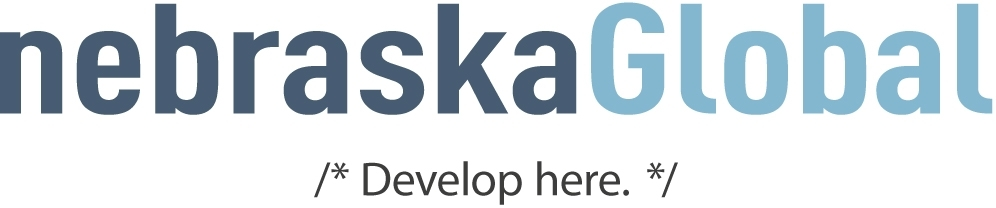 nebraskaGlobal
/* Develop here. */